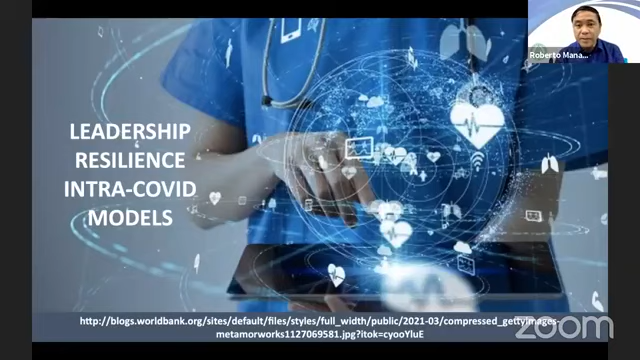 Roberto Mana...
LEADERSHIP
RESILIENCE
INTRA-COVID
MODELS
http://blogs.worldbank.org/sites/default/files/styles/full_width/public/2021-03/compressed_gettyimages-
metamorworks1127069581.jpg?itok=cyooYluE
zoom